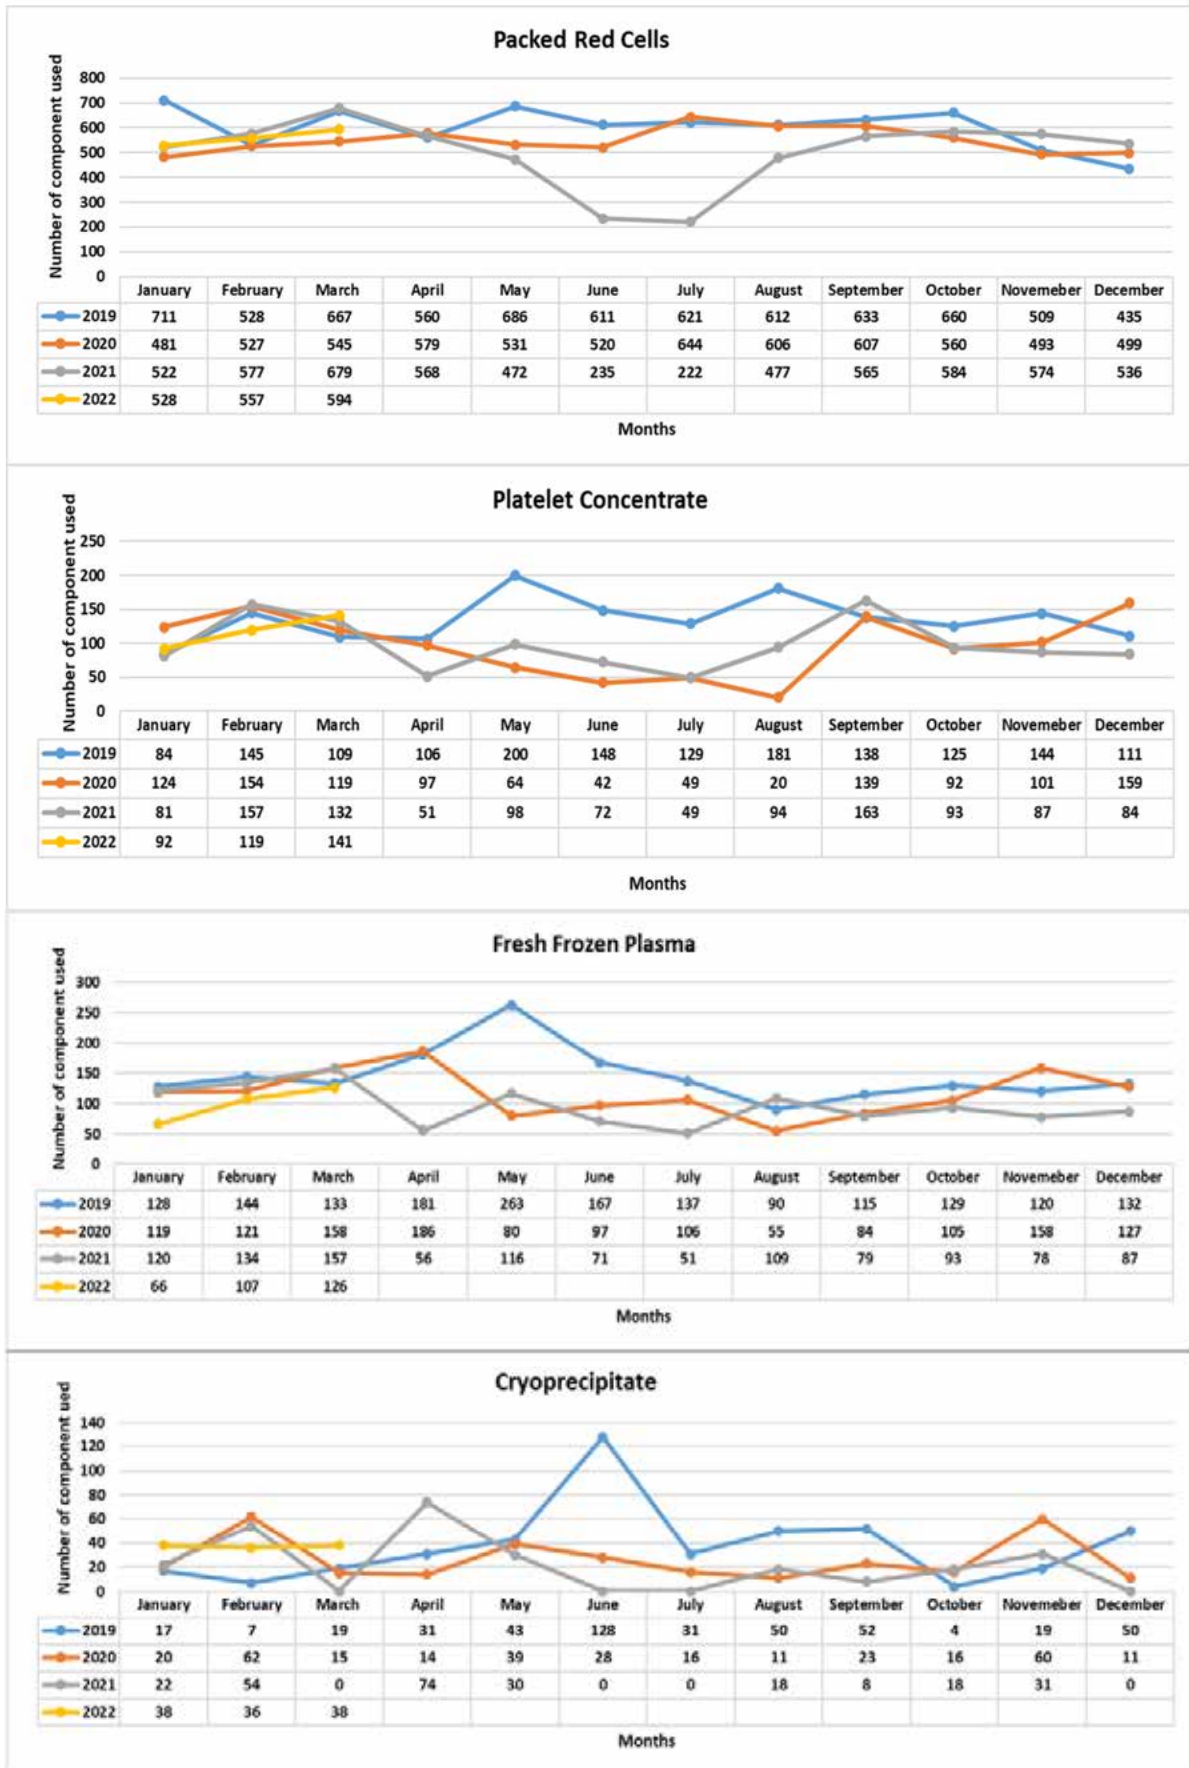 Packed Red Cells
Number of component used
800
700
600
500
400
300
200
100
0
January February March April May June July August September October Novemeber December
2019 711 528 667 560 686 611 621 612 633 660 509 435
2020 481 527 545 579 531 520 644 606 607 560 493 499
2021 522 577 679 568 472 235 222 477 565 584 574 536
2022 528 557 594
Months
Platelet Concentrate
Number of component used
250
200
150
100
50
0
January February March April May June July August September October Novemeber December
2019 84 145 109 106 200 148 129 181 138 125 144 111
2020 124 154 119 97 64 42 49 20 139 92 101 159
2021 81 157 132 51 98 72 49 94 163 93 87 84
2022 92 119 141
Months
Fresh Frozen Plasma
Number of component used
300
250
200
150
100
50
0
January February March April May June July August September October Novemeber December
2019 128 144 133 181 263 167 137 90 115 129 120 132
2020 119 121 158 186 80 97 106 55 84 105 158 127
2021 120 134 157 56 116 71 51 109 79 93 78 87
2022 66 107 126
Months
Cryoprecipitate
Number of component ued
140
120
100
80
60
40
20
0
January February March April May June July August September October Novemeber December
2019 17 7 19 31 43 128 31 50 52 4 19 50
2020 20 62 15 14 39 28 16 11 23 16 60 11
2021 22 54 0 74 30 0 0 18 8 18 31 0
2022 38 36 38
Months